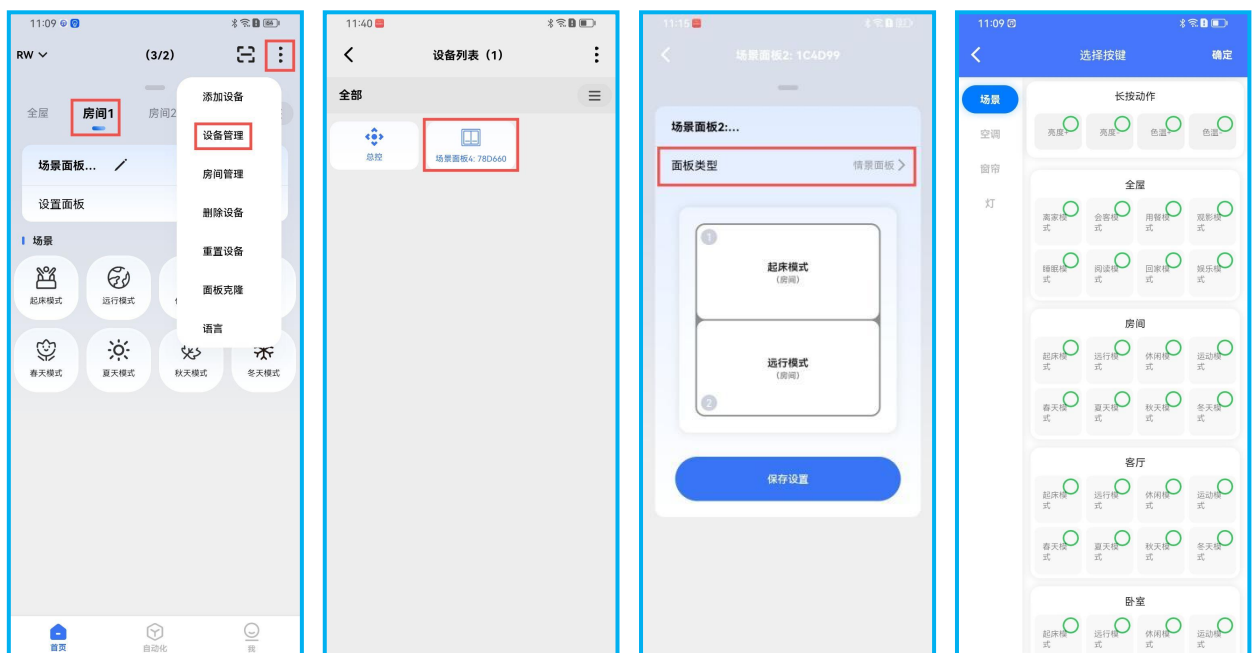 11:09
64
RW
(3/2)
添加设备
全屋
房间1
房间2
设备管理
场景面板...
房间管理
设置面板
删除设备
场景
重置设备
起床模式
远行模式
面板克隆
语言
春天模式
夏天模式
秋天模式
冬天模式
首页
自动化
我
11:40
设备列表（1）
全部
总控
场景面板4: 78D660
11:15
场景面板2: 1C4D99
场景面板2:...
面板类型
情景面板
1
起床模式
(房间)
远行模式
(房间)
2
保存设置
11:09
选择按键
确定
场景
空调
窗帘
灯
长按动作
亮度+
亮度-
色温+
色温-
全屋
离家模式
会客模式
用餐模式
观影模式
睡眠模式
阅读模式
回家模式
娱乐模式
房间
起床模式
远行模式
休闲模式
运动模式
春天模式
夏天模式
秋天模式
冬天模式
客厅
起床模式
远行模式
休闲模式
运动模式
春天模式
夏天模式
秋天模式
冬天模式
卧室
起床模式
远行模式
休闲模式
运动模式